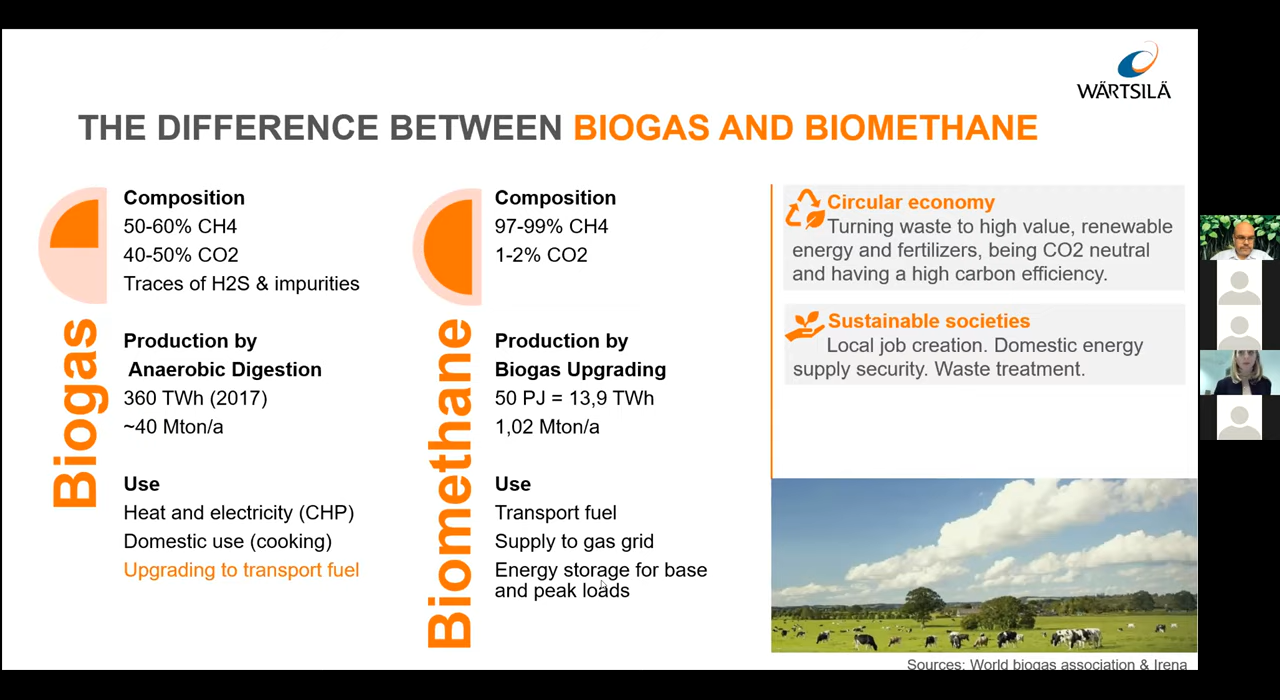 WÄRTSILÄ
THE DIFFERENCE BETWEEN BIOGAS AND BIOMETHANE
Biogas
Composition
50-60% CH4
40-50% CO2
Traces of H2S & impurities
Production by
Anaerobic Digestion
360 TWh (2017)
~40 Mton/a
Use
Heat and electricity (CHP)
Domestic use (cooking)
Upgrading to transport fuel
Biomethane
Composition
97-99% CH4
1-2% CO2
Production by
Biogas Upgrading
50 PJ = 13,9 TWh
1,02 Mton/a
Use
Transport fuel
Supply to gas grid
Energy storage for base
and peak loads
Circular economy
Turning waste to high value, renewable
energy and fertilizers, being CO2 neutral
and having a high carbon efficiency.
Sustainable societies
Local job creation. Domestic energy
supply security. Waste treatment.
Sources: World biogas association & Irena